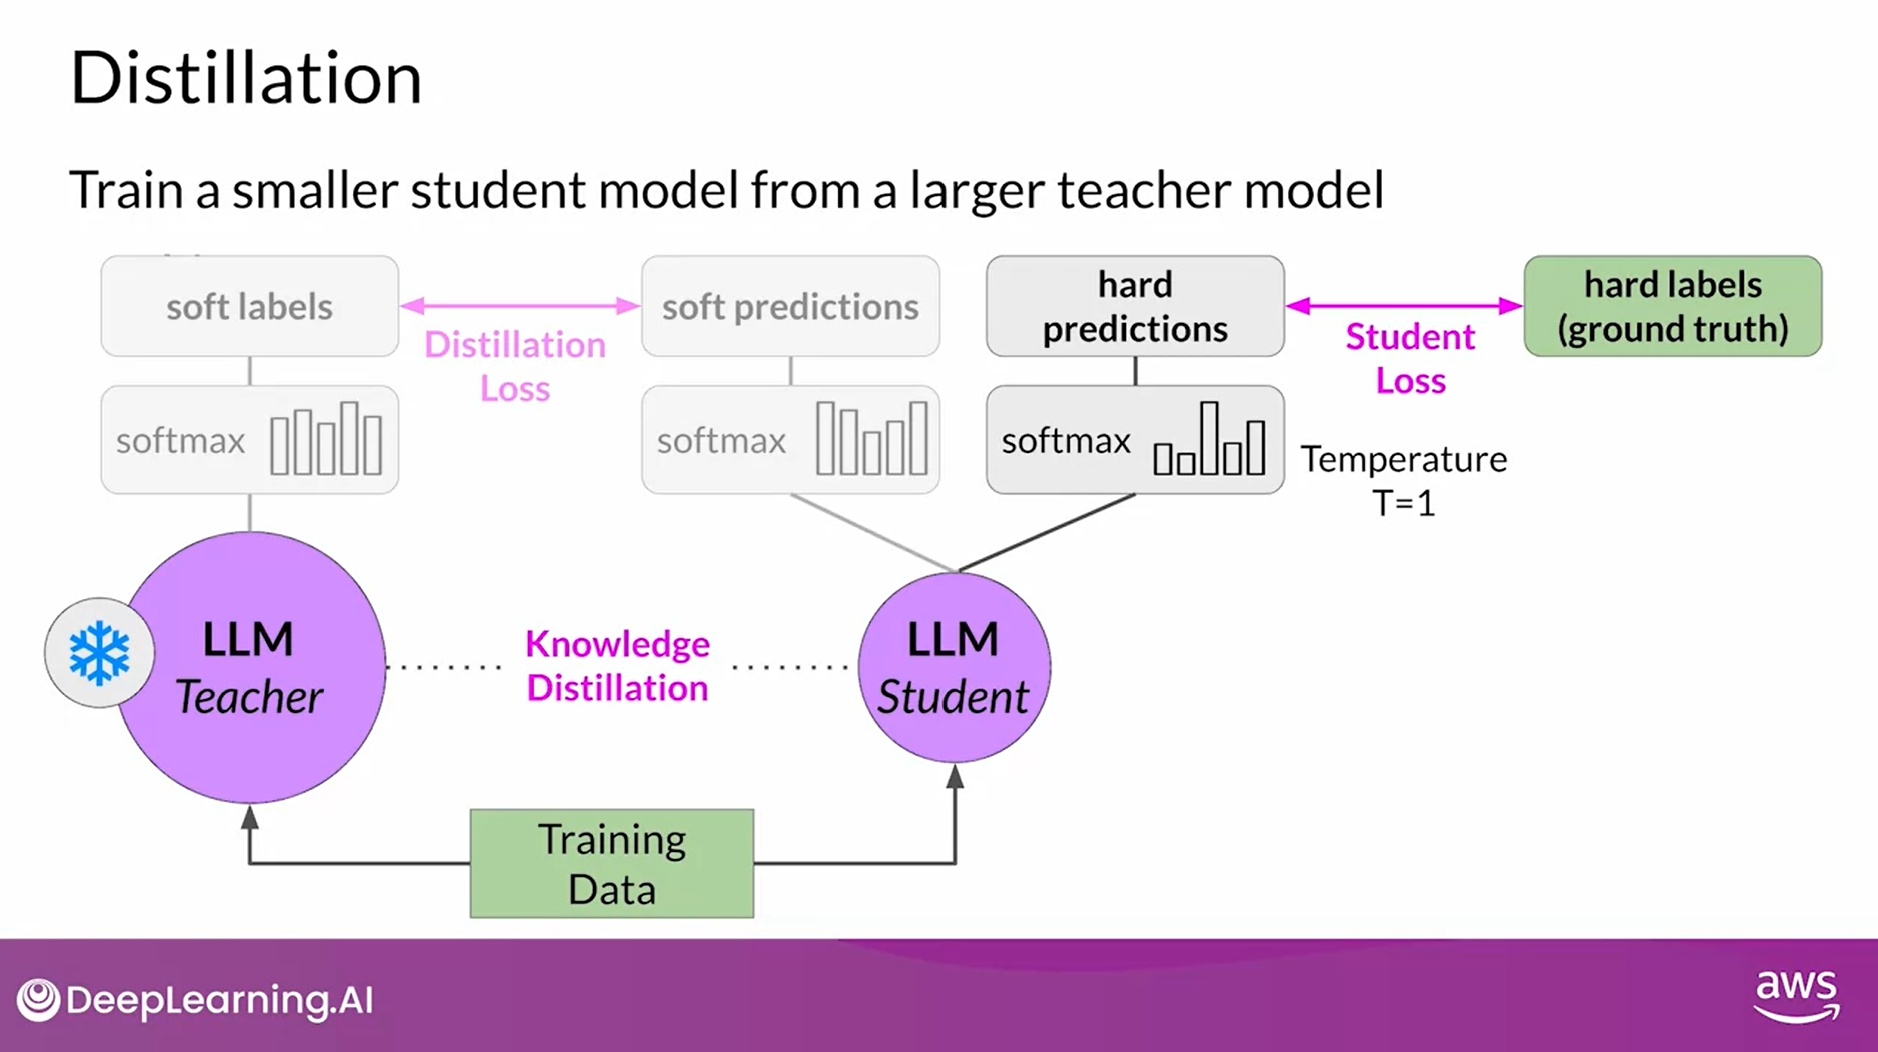 Distillation
Train a smaller student model from a larger teacher model
soft labels
Distillation
Loss
soft predictions
hard
predictions
Student
Loss
hard labels
(ground truth)
softmax
softmax
softmax
Temperature
T=1
LLM
Teacher
Knowledge
Distillation
LLM
Student
Training
Data
DeepLearning.AI
aws